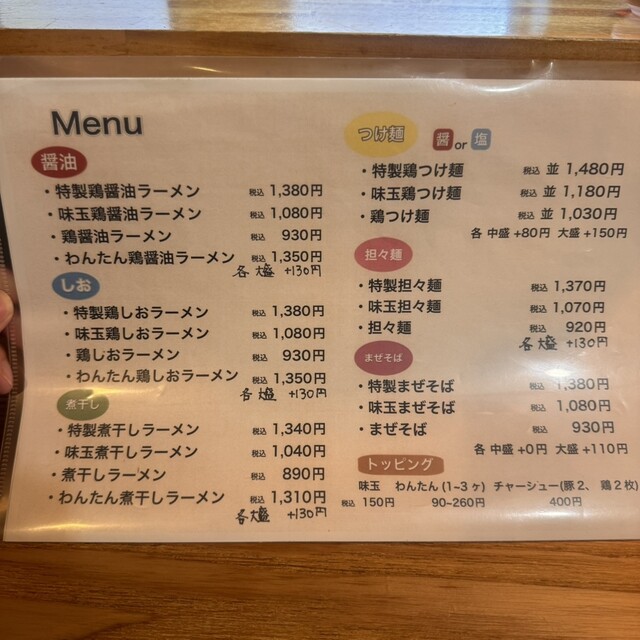 Menu
醤油
・特製鶏醤油ラーメン 税込 1,380円
・味玉鶏醤油ラーメン 税込 1,080円
・鶏醤油ラーメン 税込 930円
・わんたん鶏醤油ラーメン 税込 1,350円
各 大盛 +130円
しお
・特製鶏しおラーメン 税込 1,380円
・味玉鶏しおラーメン 税込 1,080円
・鶏しおラーメン 税込 930円
・わんたん鶏しおラーメン 税込 1,350円
各 大盛 +130円
煮干し
・特製煮干しラーメン 税込 1,340円
・味玉煮干しラーメン 税込 1,040円
・煮干しラーメン 税込 890円
・わんたん煮干しラーメン 税込 1,310円
各 大盛 +130円
つけ麺 醤 or 塩
・特製鶏つけ麺 税込 並 1,480円
・味玉鶏つけ麺 税込 並 1,180円
・鶏つけ麺 税込 並 1,030円
各 中盛 +80円 大盛 +150円
担々麺
・特製担々麺 税込 1,370円
・味玉担々麺 税込 1,070円
・担々麺 税込 920円
各 大盛 +130円
まぜそば
・特製まぜそば 税込 1,380円
・味玉まぜそば 税込 1,080円
・まぜそば 税込 930円
各 中盛 +0円 大盛 +110円
トッピング
味玉 わんたん (1~3ヶ) チャーシュー(豚2、鶏2枚)
税込 150円 90~260円 400円